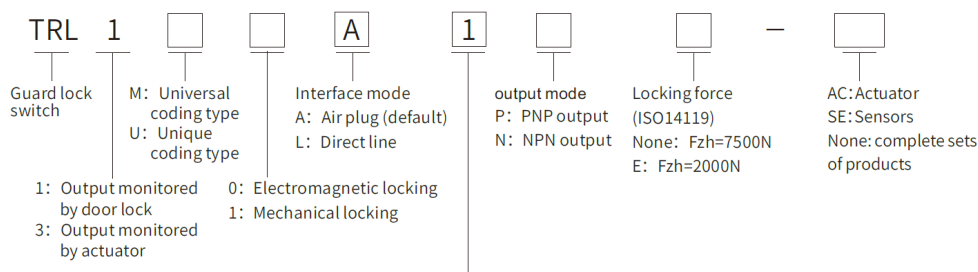 TRL 1 A 1 –
Guard lock
switch
M: Universal
coding type
U: Unique
coding type
Interface mode
A: Air plug (default)
L: Direct line
output mode
P: PNP output
N: NPN output
Locking force
(ISO14119)
None: Fzh=7500N
E: Fzh=2000N
AC:Actuator
SE:Sensors
None: complete sets
of products
1: Output monitored
by door lock
3: Output monitored
by actuator
0: Electromagnetic locking
1: Mechanical locking